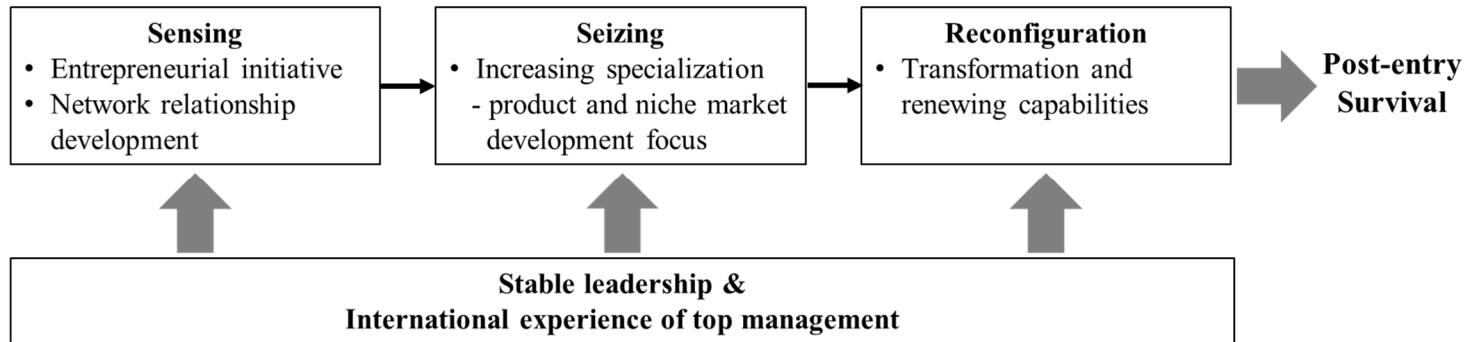 Sensing
• Entrepreneurial initiative
• Network relationship
development
Seizing
• Increasing specialization
- product and niche market
development focus
Reconfiguration
• Transformation and
renewing capabilities
Post-entry
Survival
Stable leadership &
International experience of top management